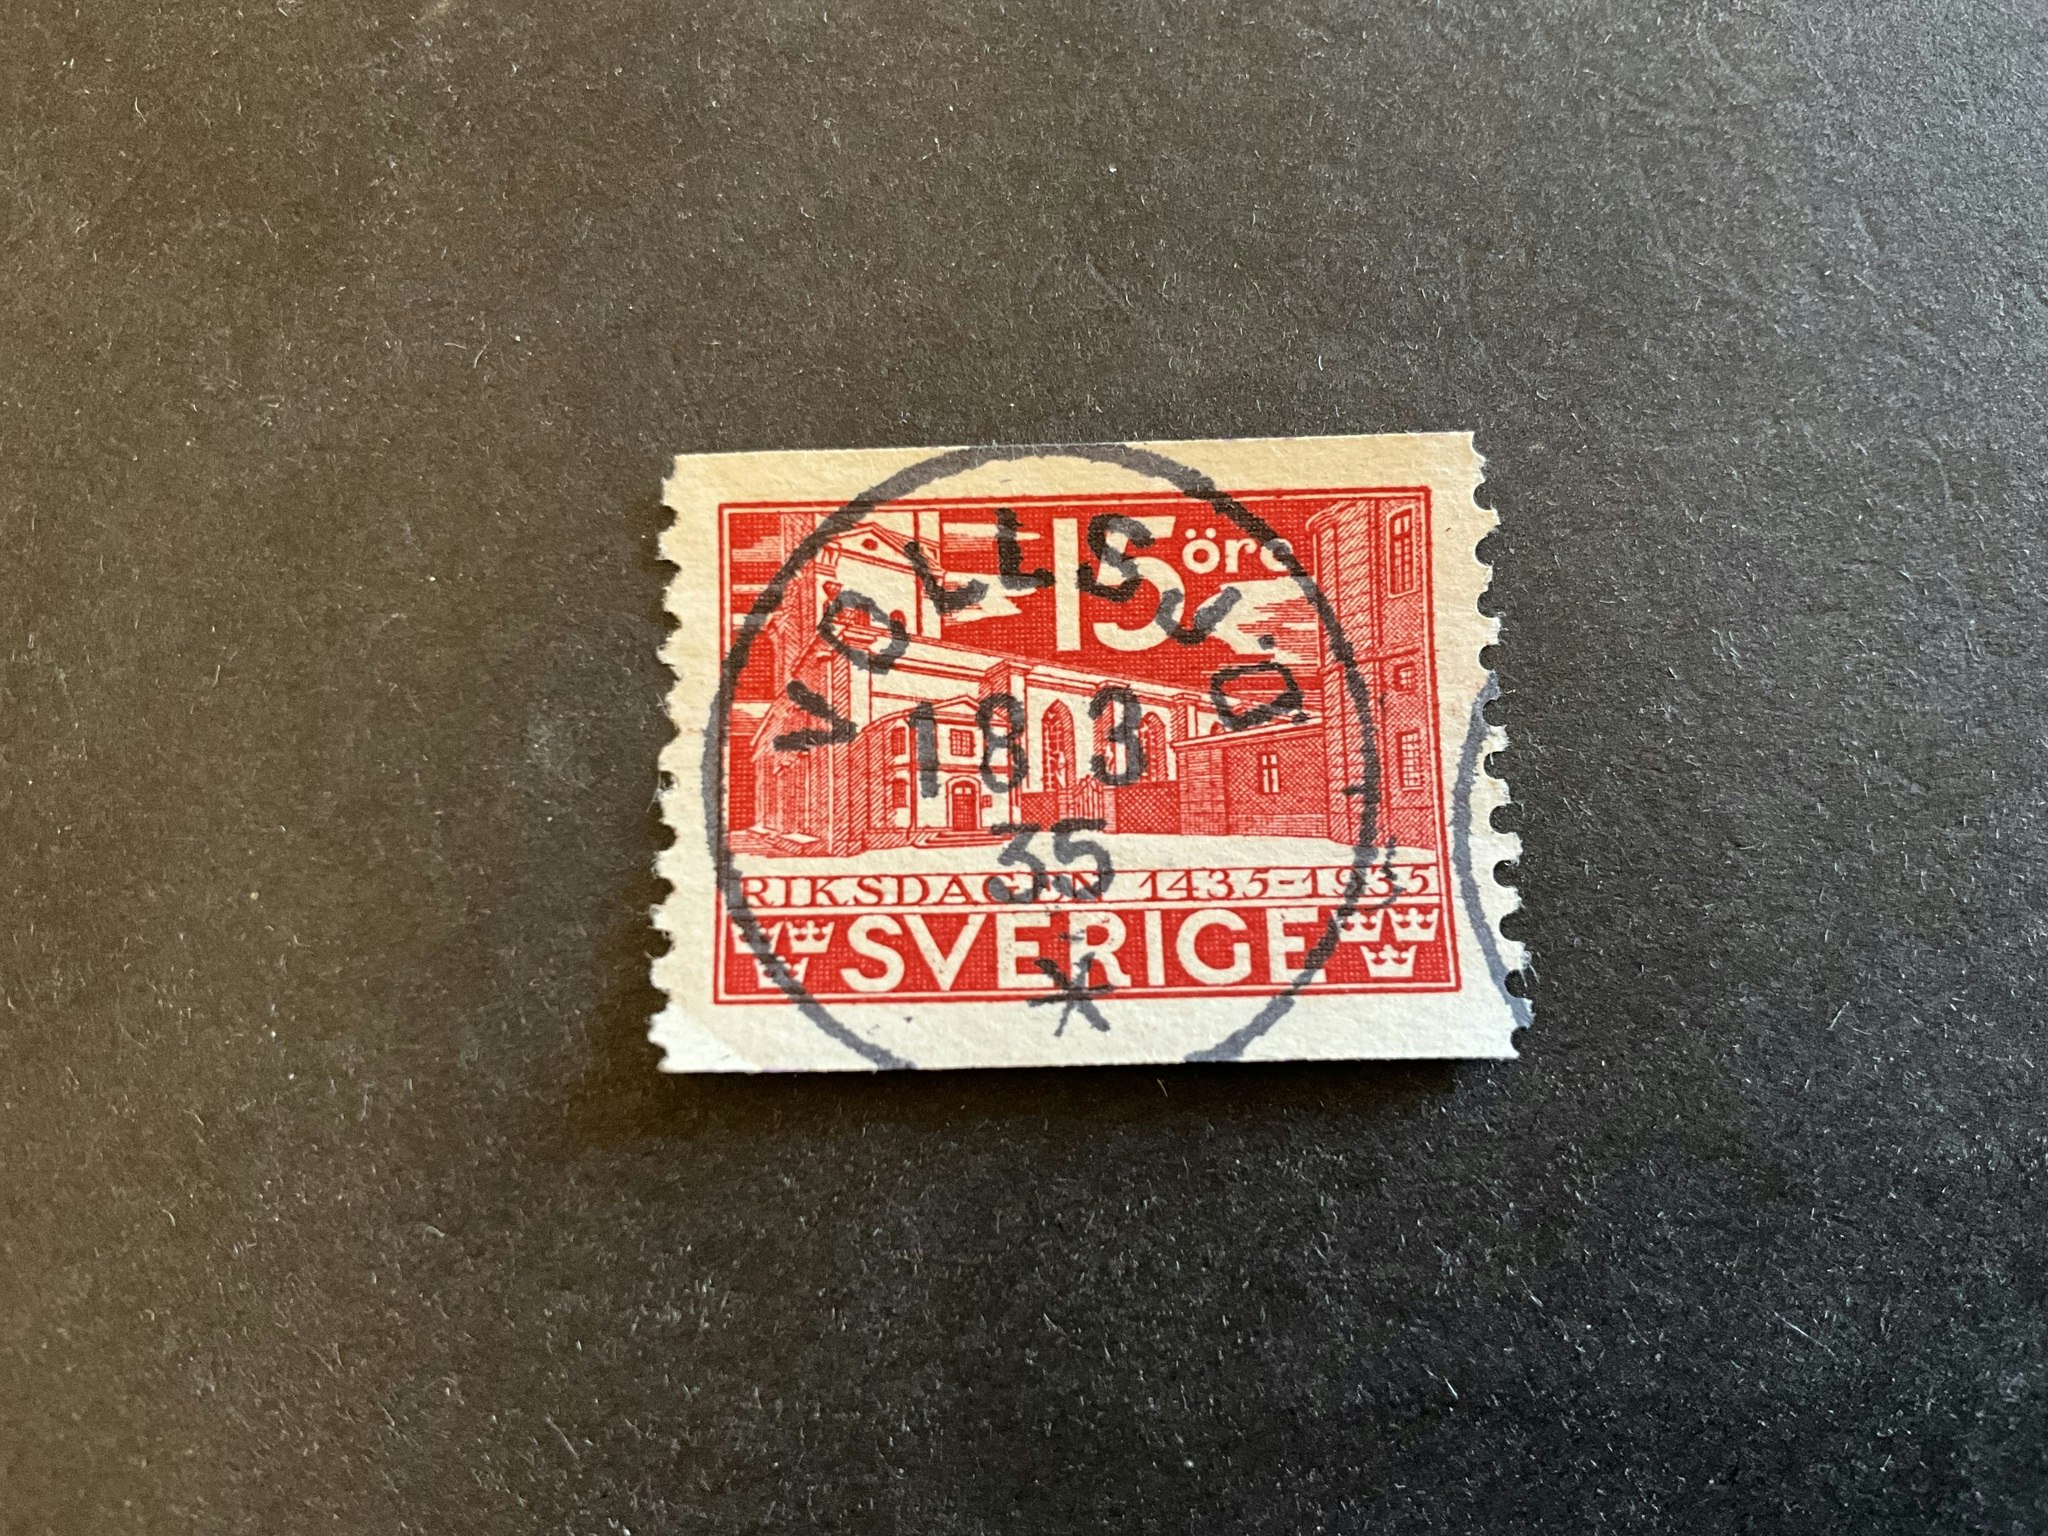 15 öre
RIKSDAGEN 1435-1935
SVERIGE
VOLLSJÖ
18 3
35
*